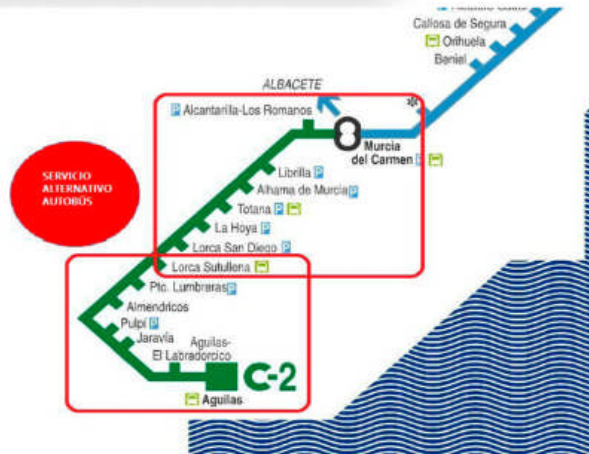 Callosa de Segura
Orihuela
Beniel
ALBACETE
P Alcantarilla-Los Romanos
Murcia
del Carmen
SERVICIO
ALTERNATIVO
AUTOBÚS
Librilla P
Alhama de Murcia P
Totana P
La Hoya P
Lorca San Diego P
Lorca Sutullena
Pto. Lumbreras P
Almendricos
Pulpí P
Jaravía
Aguilas-
El Labradorcico
C-2
Aguilas